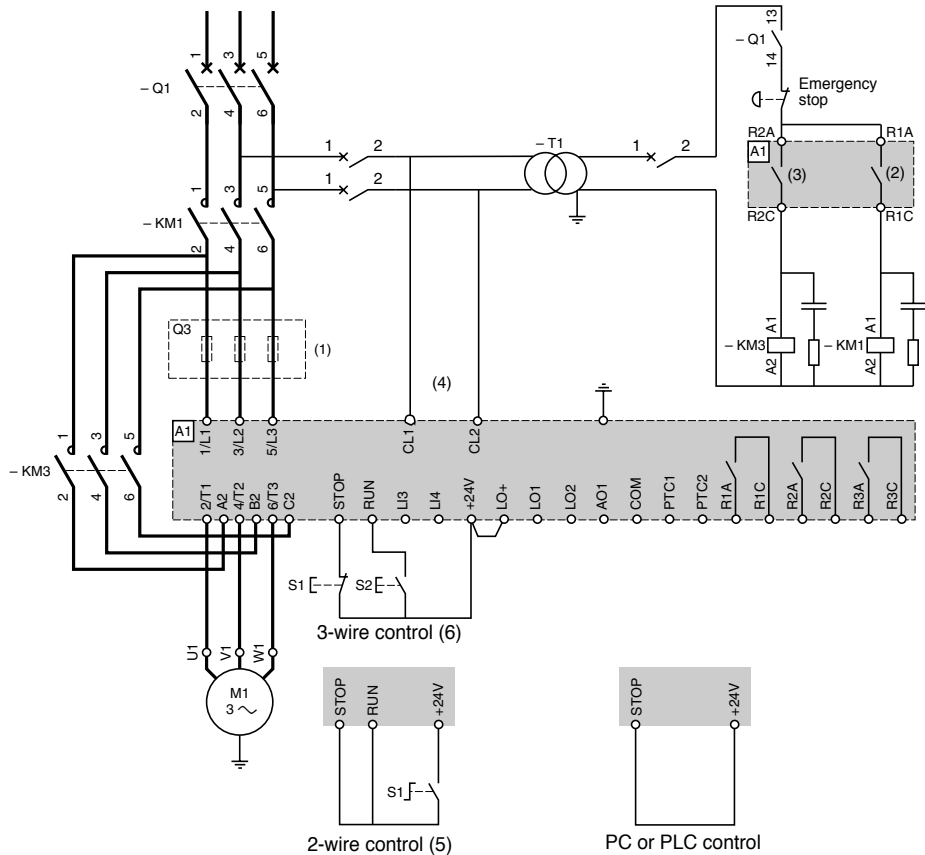 1 3 5
– Q1
2 4 6
13
– Q1
14
Emergency
stop
1 2
– T1
1 2
1 2
R2A R1A
A1
(3) (2)
R2C R1C
1 3 5
– KM1
2 4 6
Q3
(1)
A1 A1
– KM3 – KM1
A2 A2
(4)
A1
1/L1 3/L2 5/L3 CL1 CL2
1 3 5
– KM3
2 4 6
2/T1 A2 4/T2 B2 6/T3 C2 STOP RUN LI3 LI4 +24V LO+ LO1 LO2 AO1 COM PTC1 PTC2 R1A R1C R2A R2C R3A R3C
S1 S2
3-wire control (6)
U1 V1 W1
M1
3 ~
STOP RUN +24V
S1
2-wire control (5)
STOP +24V
PC or PLC control